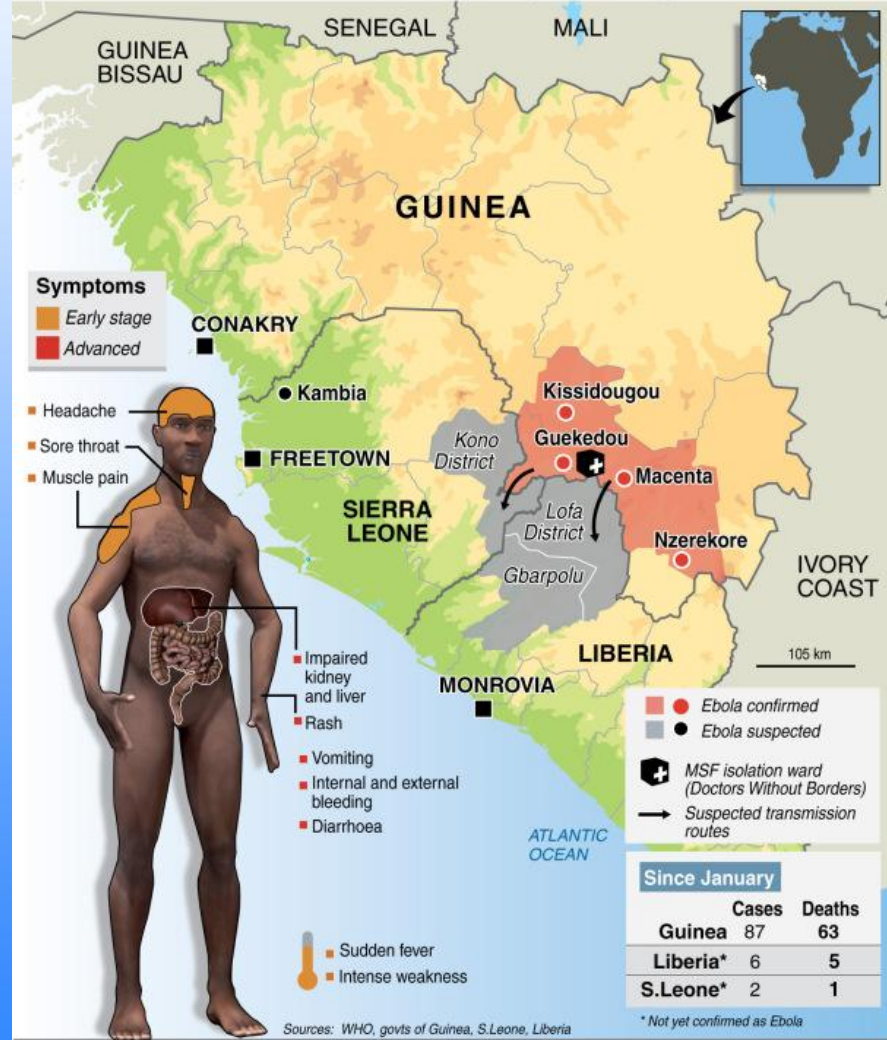 SENEGAL
MALI
GUINEA
BISSAU
GUINEA
Symptoms
Early stage
Advanced
CONAKRY
Kambia
Kissidougou
Headache
Kono
District
Guekedou
Sore throat
FREETOWN
Macenta
Muscle pain
SIERRA
LEONE
Lofa
District
Nzerekore
Gbarpolu
IVORY
COAST
LIBERIA
105 km
Impaired
kidney
and liver
MONROVIA
Rash
Ebola confirmed
Ebola suspected
Vomiting
Internal and external
bleeding
Diarrhoea
MSF isolation ward
(Doctors Without Borders)
Suspected transmission
routes
ATLANTIC
OCEAN
Since January
Cases Deaths
Guinea 87 63
Liberia* 6 5
S.Leone* 2 1
* Not yet confirmed as Ebola
Sudden fever
Intense weakness
Sources: WHO, govts of Guinea, S.Leone, Liberia